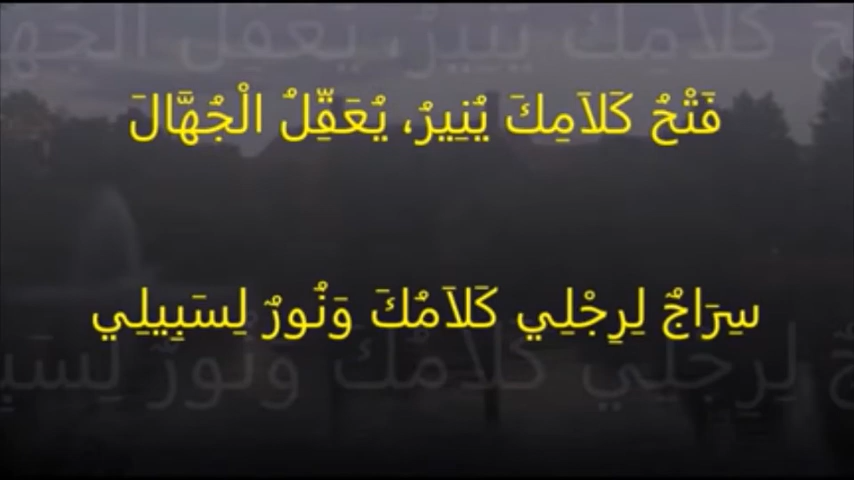 فَتْحُ كَلاَمِكَ يُنِيرُ، يُعَقِّلُ الْجُهَّالَ
سِرَاجٌ لِرِجْلِي كَلاَمُكَ وَنُورٌ لِسَبِيلِي